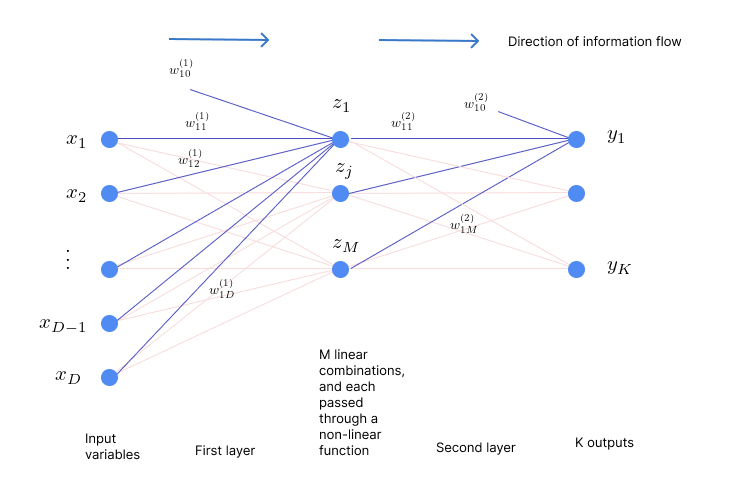 Direction of information flow
w_{10}^{(1)}
z_1
w_{10}^{(2)}
w_{11}^{(1)}
w_{11}^{(2)}
x_1
y_1
w_{12}^{(1)}
z_j
x_2
w_{1M}^{(2)}
z_M
⋮
y_K
w_{1D}^{(1)}
x_{D-1}
x_D
M linear
combinations,
and each
passed
through a
non-linear
function
Input
variables
First layer
Second layer
K outputs